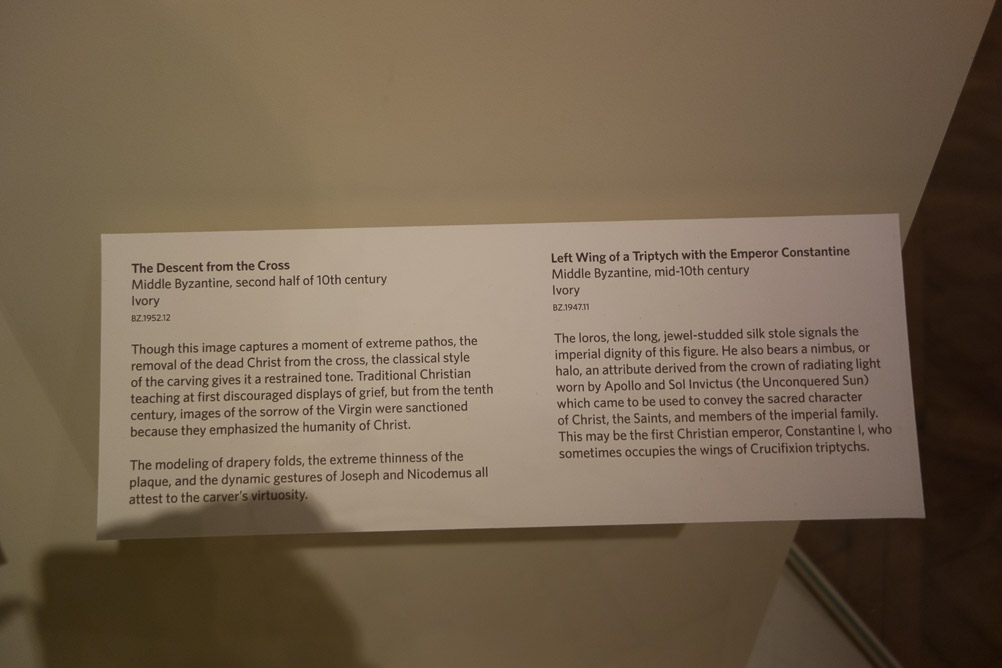 The Descent from the Cross
Middle Byzantine, second half of 10th century
Ivory
BZ.1952.12
Though this image captures a moment of extreme pathos, the
removal of the dead Christ from the cross, the classical style
of the carving gives it a restrained tone. Traditional Christian
teaching at first discouraged displays of grief, but from the tenth
century, images of the sorrow of the Virgin were sanctioned
because they emphasized the humanity of Christ.
The modeling of drapery folds, the extreme thinness of the
plaque, and the dynamic gestures of Joseph and Nicodemus all
attest to the carver's virtuosity.
Left Wing of a Triptych with the Emperor Constantine
Middle Byzantine, mid-10th century
Ivory
BZ.1947.11
The loros, the long, jewel-studded silk stole signals the
imperial dignity of this figure. He also bears a nimbus, or
halo, an attribute derived from the crown of radiating light
worn by Apollo and Sol Invictus (the Unconquered Sun)
which came to be used to convey the sacred character
of Christ, the Saints, and members of the imperial family.
This may be the first Christian emperor, Constantine I, who
sometimes occupies the wings of Crucifixion triptychs.